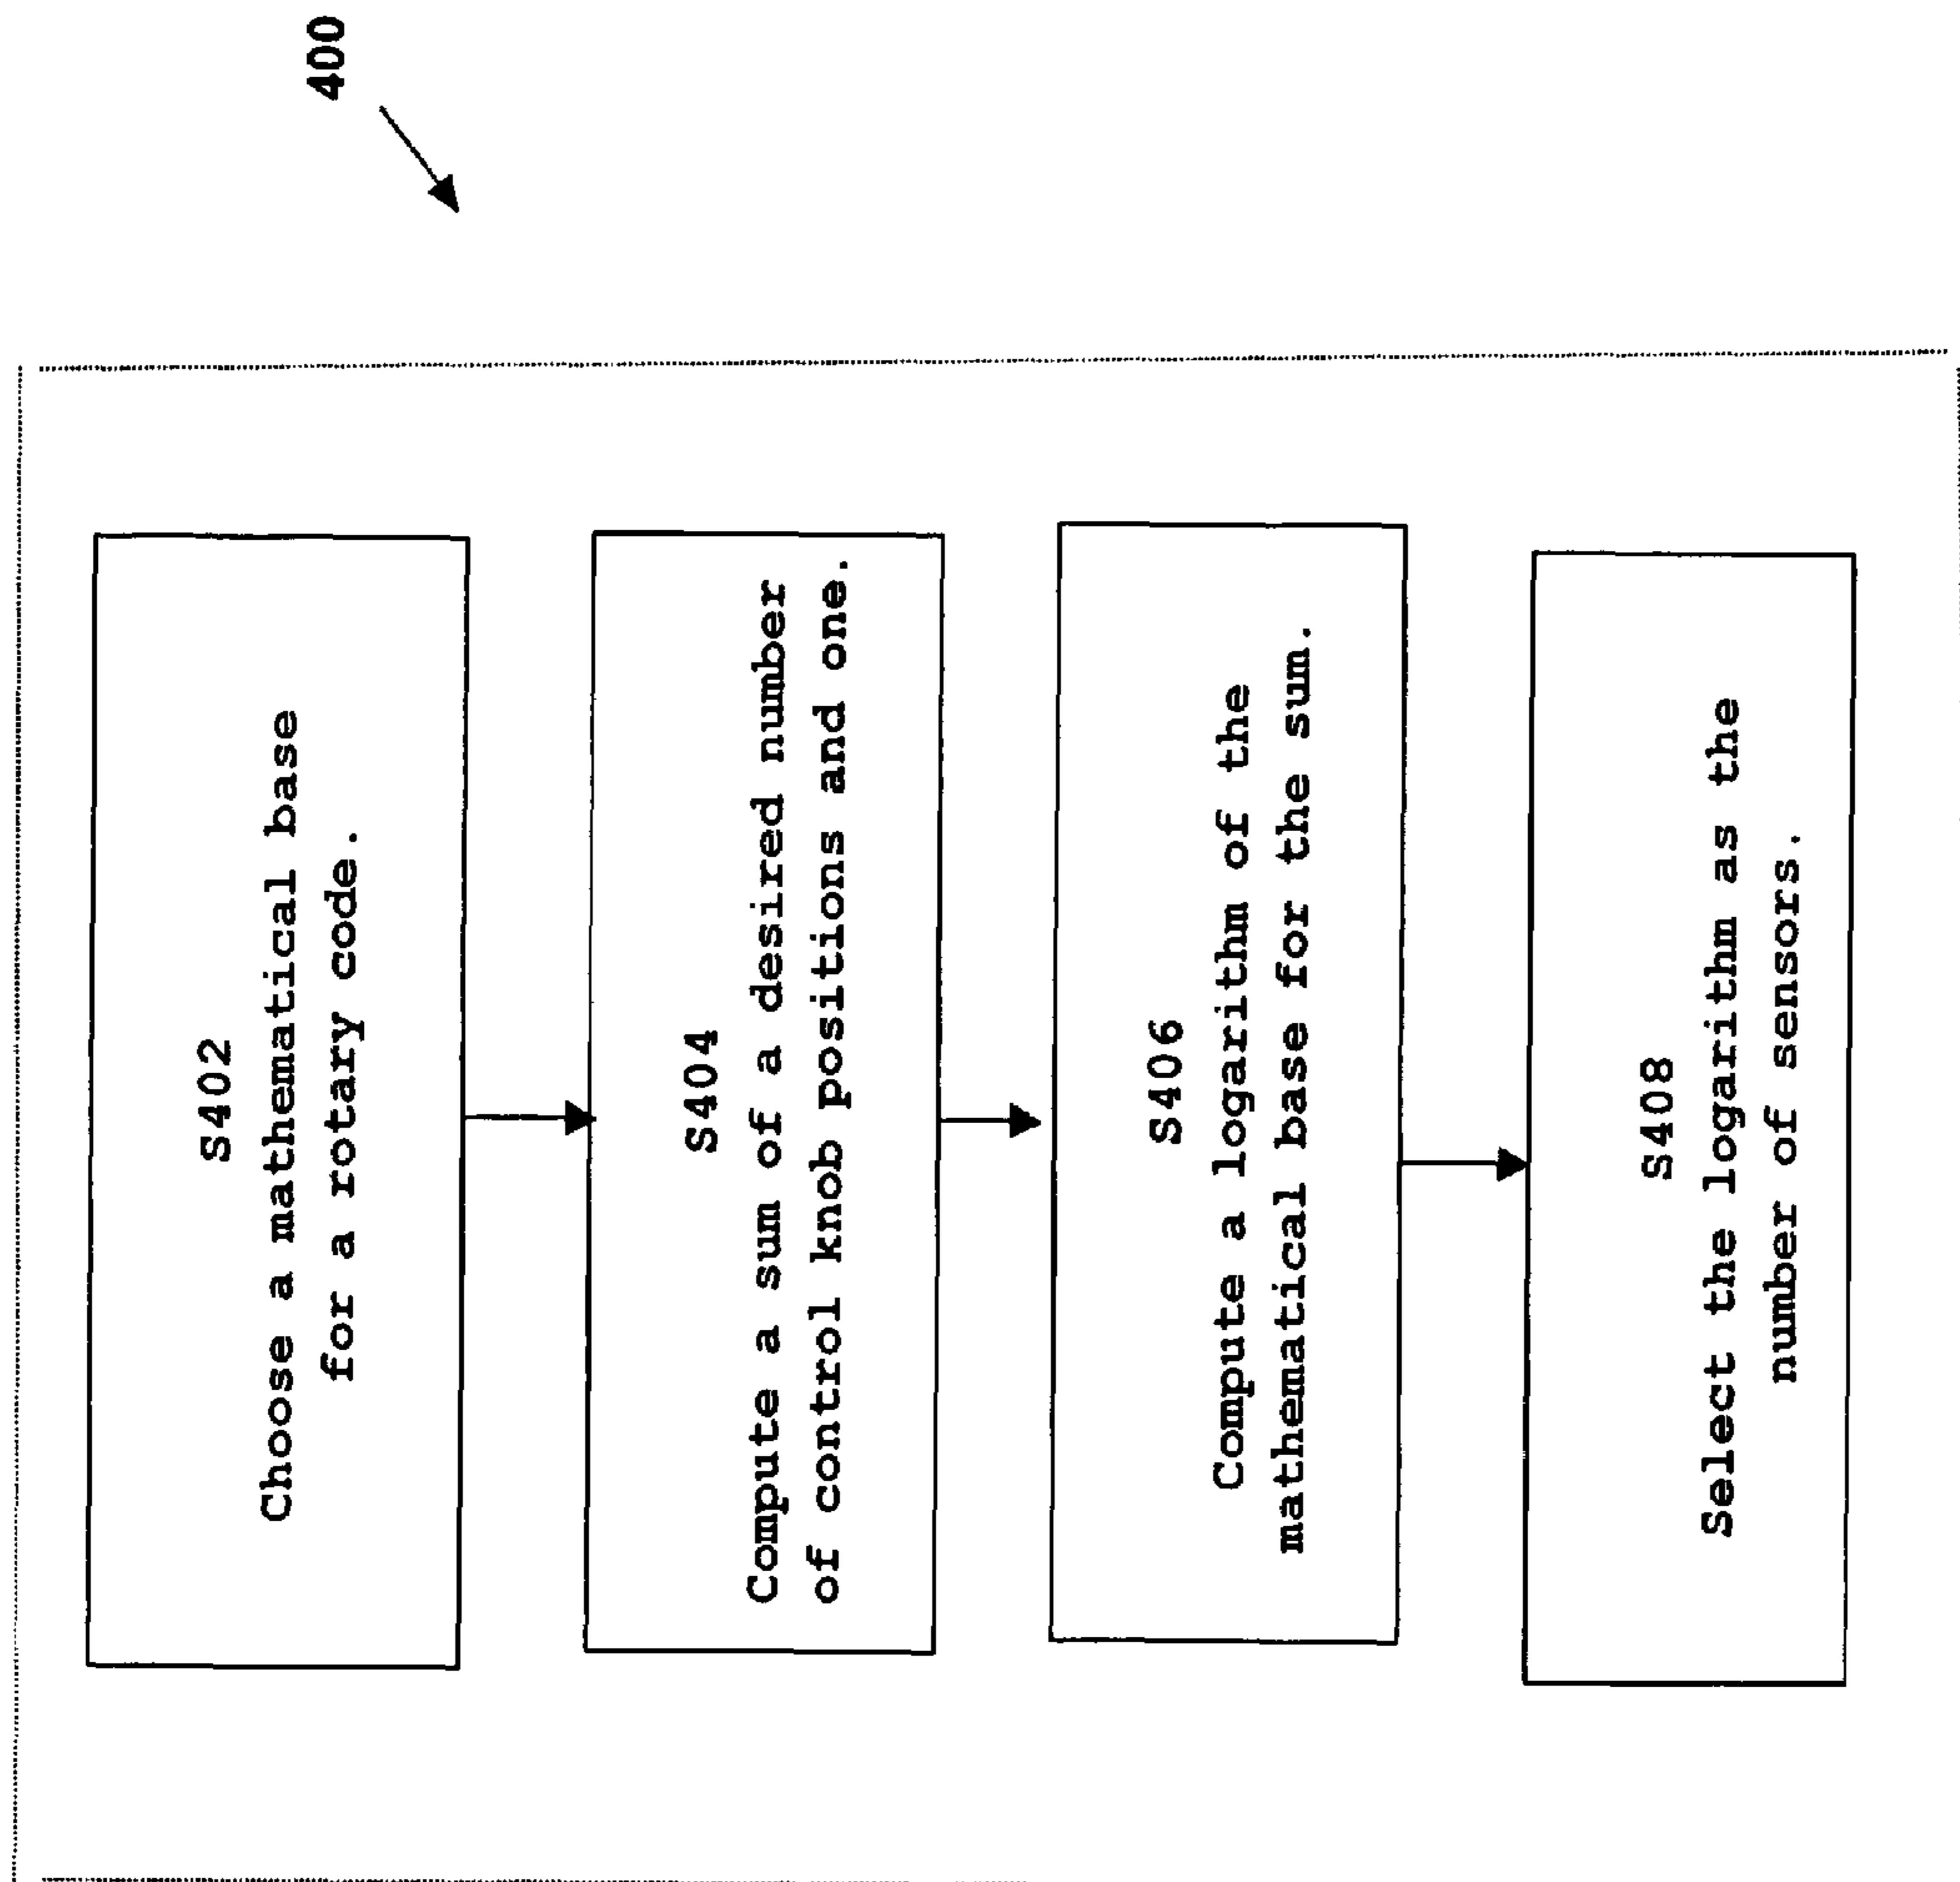 400
S402
Choose a mathematical base
for a rotary code.
S404
Compute a sum of a desired number
of control knob positions and one.
S406
Compute a logarithm of the
mathematical base for the sum.
S408
Select the logarithm as the
number of sensors.